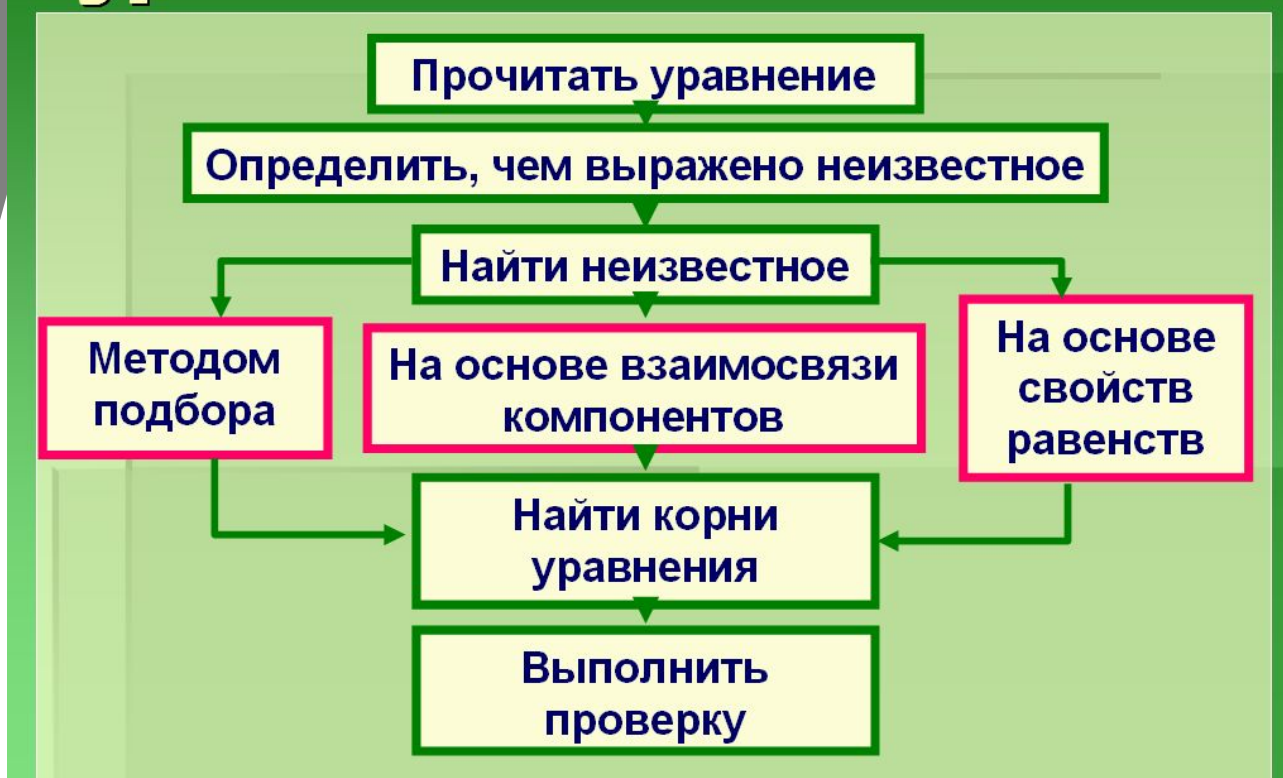 Прочитать уравнение
Определить, чем выражено неизвестное
Найти неизвестное
Методом
подбора
На основе взаимосвязи
компонентов
На основе
свойств
равенств
Найти корни
уравнения
Выполнить
проверку